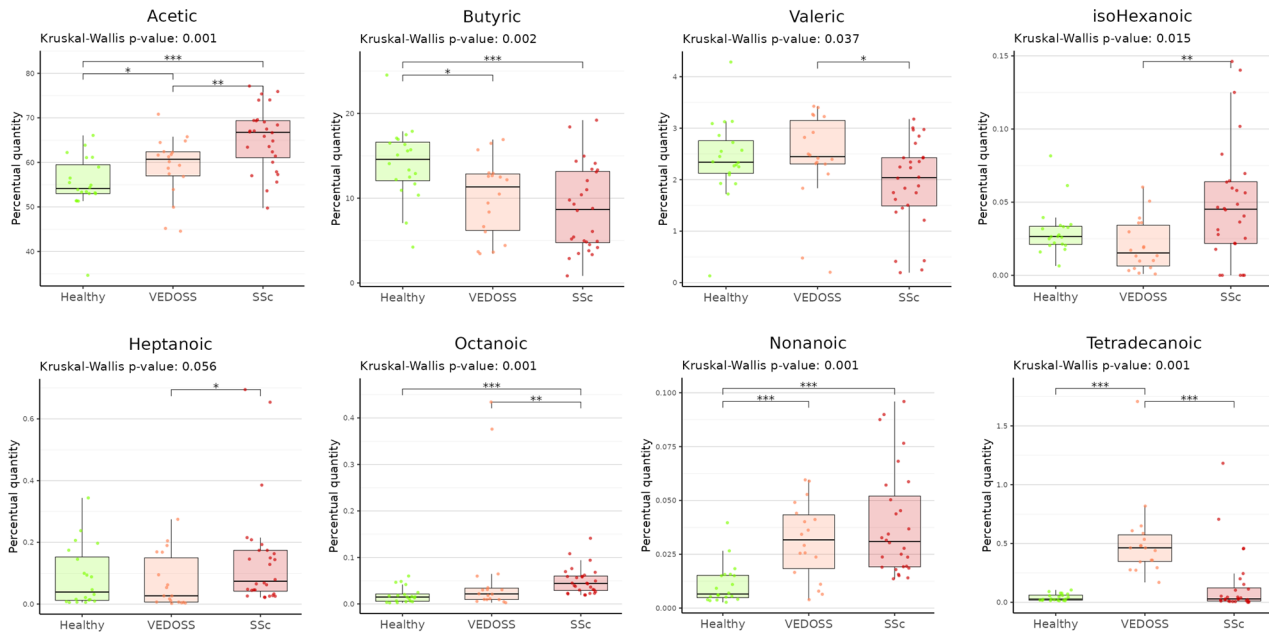 Acetic
Kruskal-Wallis p-value: 0.001
***
*
**
80
70
60
50
40
Percentual quantity
Healthy VEDOSS SSc
Butyric
Kruskal-Wallis p-value: 0.002
***
*
20
10
0
Percentual quantity
Healthy VEDOSS SSc
Valeric
Kruskal-Wallis p-value: 0.037
*
4
3
2
1
0
Percentual quantity
Healthy VEDOSS SSc
isoHexanoic
Kruskal-Wallis p-value: 0.015
**
0.15
0.10
0.05
0.00
Percentual quantity
Healthy VEDOSS SSc
Heptanoic
Kruskal-Wallis p-value: 0.056
*
0.6
0.4
0.2
0.0
Percentual quantity
Healthy VEDOSS SSc
Octanoic
Kruskal-Wallis p-value: 0.001
***
**
0.4
0.3
0.2
0.1
0.0
Percentual quantity
Healthy VEDOSS SSc
Nonanoic
Kruskal-Wallis p-value: 0.001
***
***
0.100
0.075
0.050
0.025
0.000
Percentual quantity
Healthy VEDOSS SSc
Tetradecanoic
Kruskal-Wallis p-value: 0.001
***
***
1.5
1.0
0.5
0.0
Percentual quantity
Healthy VEDOSS SSc